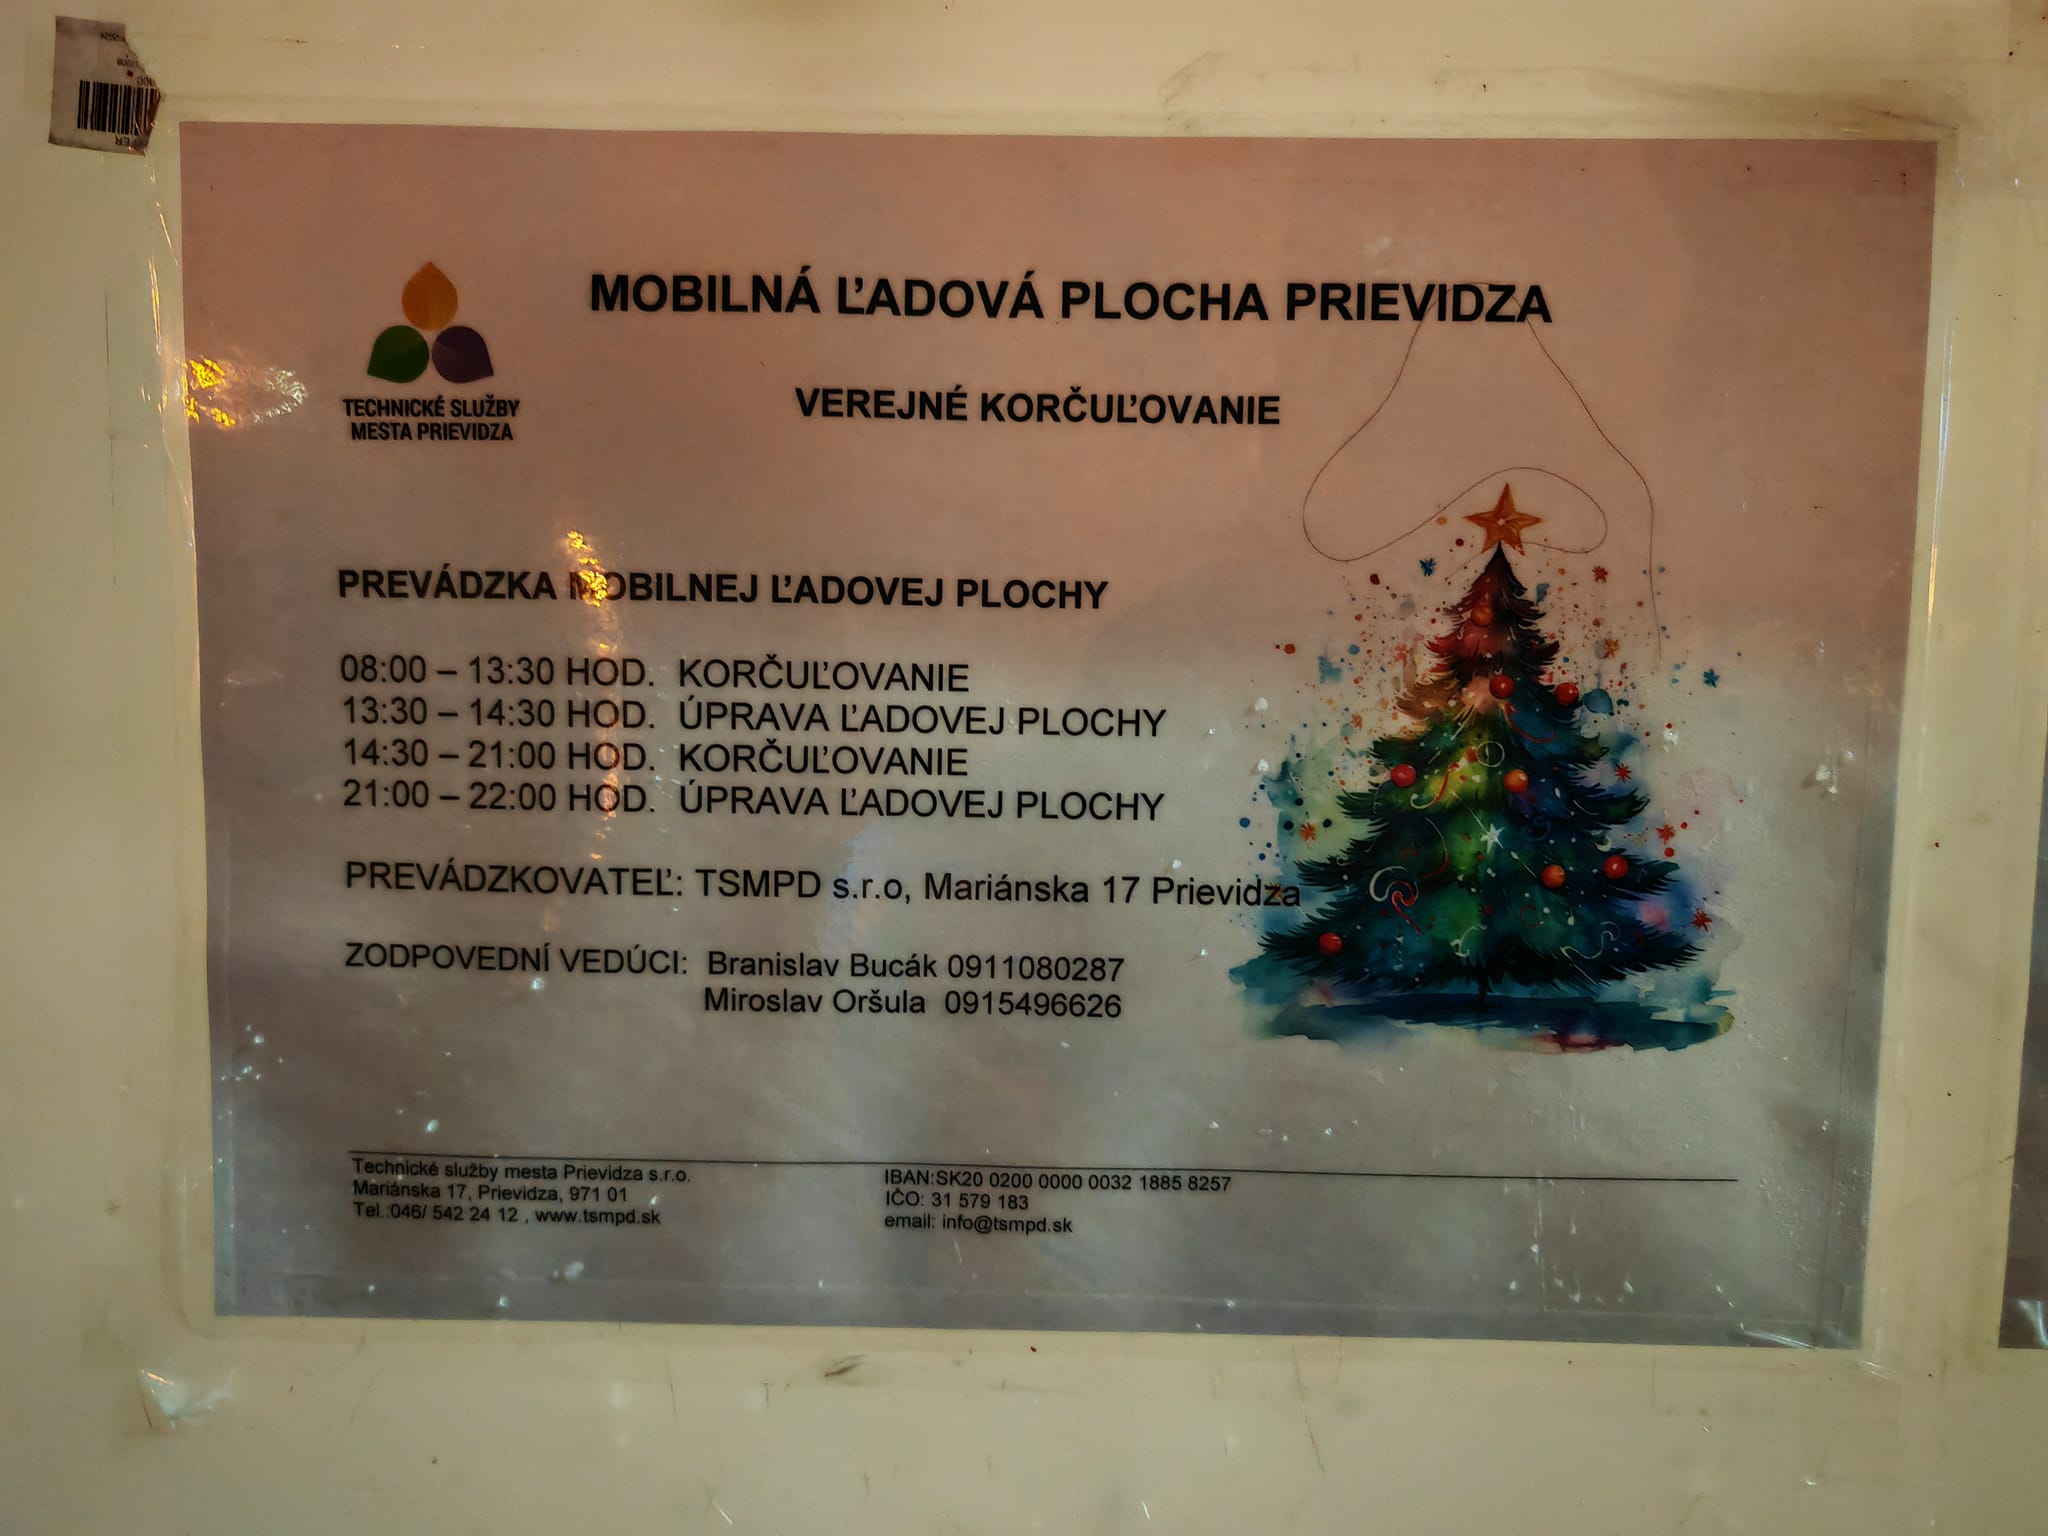 TECHNICKÉ SLUŽBY
MESTA PRIEVIDZA
MOBILNÁ ĽADOVÁ PLOCHA PRIEVIDZA
VEREJNÉ KORČUĽOVANIE
PREVÁDZKA MOBILNEJ ĽADOVEJ PLOCHY
08:00 – 13:30 HOD. KORČUĽOVANIE
13:30 – 14:30 HOD. ÚPRAVA ĽADOVEJ PLOCHY
14:30 – 21:00 HOD. KORČUĽOVANIE
21:00 – 22:00 HOD. ÚPRAVA ĽADOVEJ PLOCHY
PREVÁDZKOVATEĽ: TSMPD s.r.o, Mariánska 17 Prievidza
ZODPOVEDNÍ VEDÚCI: Branislav Bucák 0911080287
Miroslav Oršula 0915496626
Technické služby mesta Prievidza s.r.o.
Mariánska 17, Prievidza, 971 01
Tel.:046/ 542 24 12 , www.tsmpd.sk
IBAN:SK20 0200 0000 0032 1885 8257
IČO: 31 579 183
email: info@tsmpd.sk